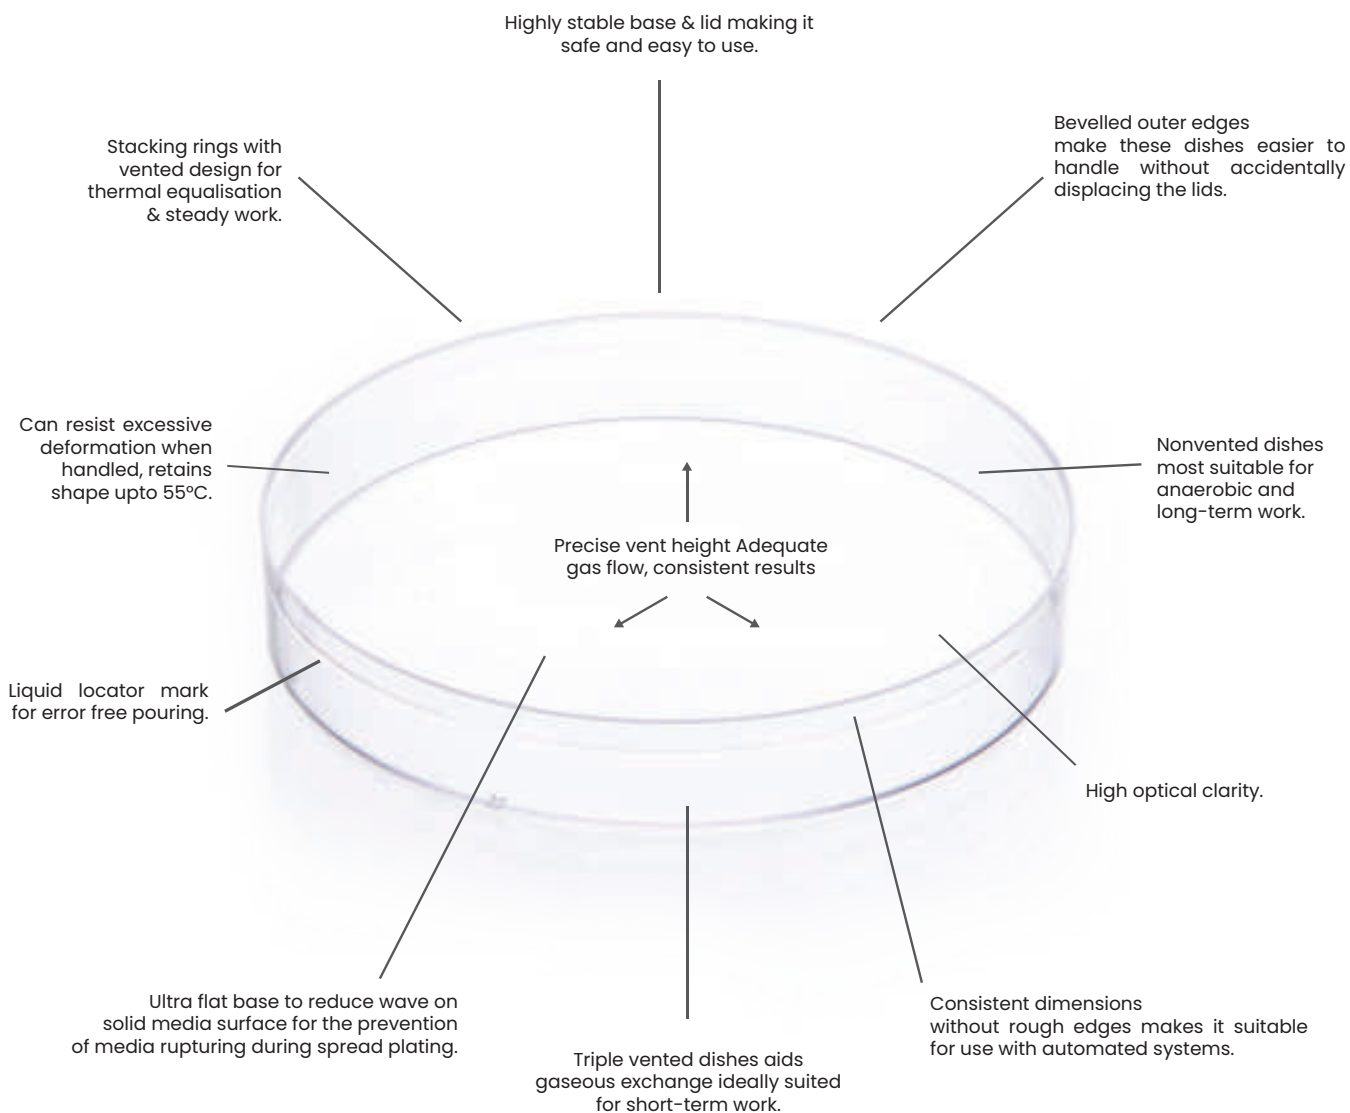 Highly stable base & lid making it
safe and easy to use.
Stacking rings with
vented design for
thermal equalisation
& steady work.
Bevelled outer edges
make these dishes easier to
handle without accidentally
displacing the lids.
Can resist excessive
deformation when
handled, retains
shape upto 55°C.
Nonvented dishes
most suitable for
anaerobic and
long-term work.
Precise vent height Adequate
gas flow, consistent results
Liquid locator mark
for error free pouring.
High optical clarity.
Ultra flat base to reduce wave on
solid media surface for the prevention
of media rupturing during spread plating.
Triple vented dishes aids
gaseous exchange ideally suited
for short-term work.
Consistent dimensions
without rough edges makes it suitable
for use with automated systems.